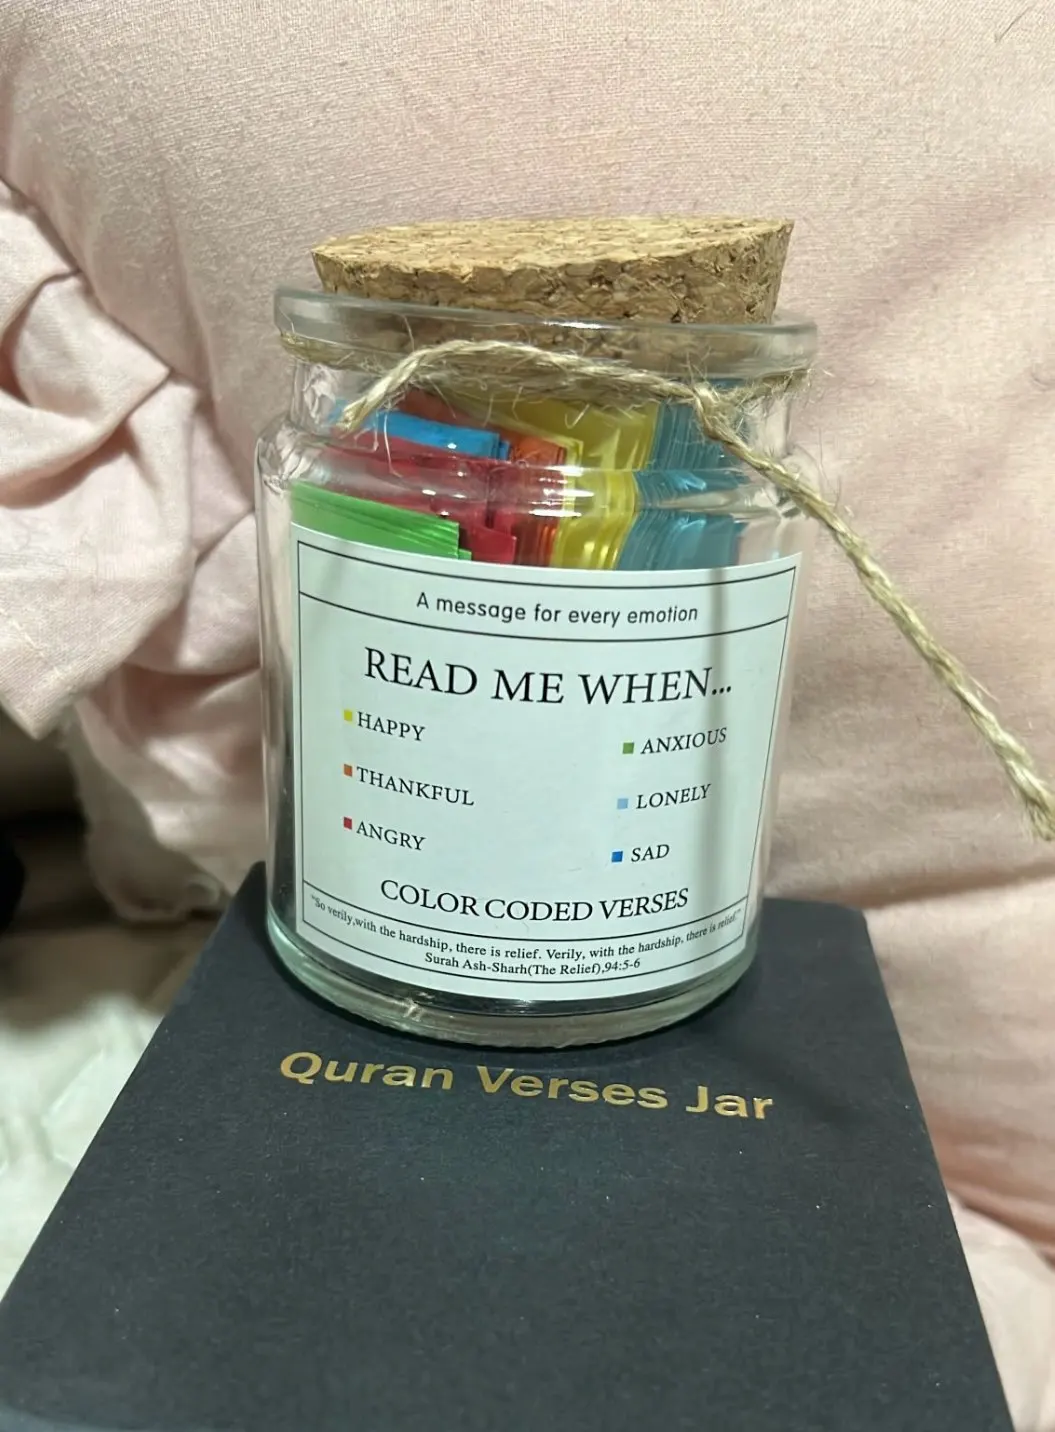 A message for every emotion
READ ME WHEN...
HAPPY
THANKFUL
ANGRY
ANXIOUS
LONELY
SAD
COLOR CODED VERSES
"So verily,with the hardship, there is relief. Verily, with the hardship, there is relief."
Surah Ash-Sharh(The Relief),94:5-6
Quran Verses Jar